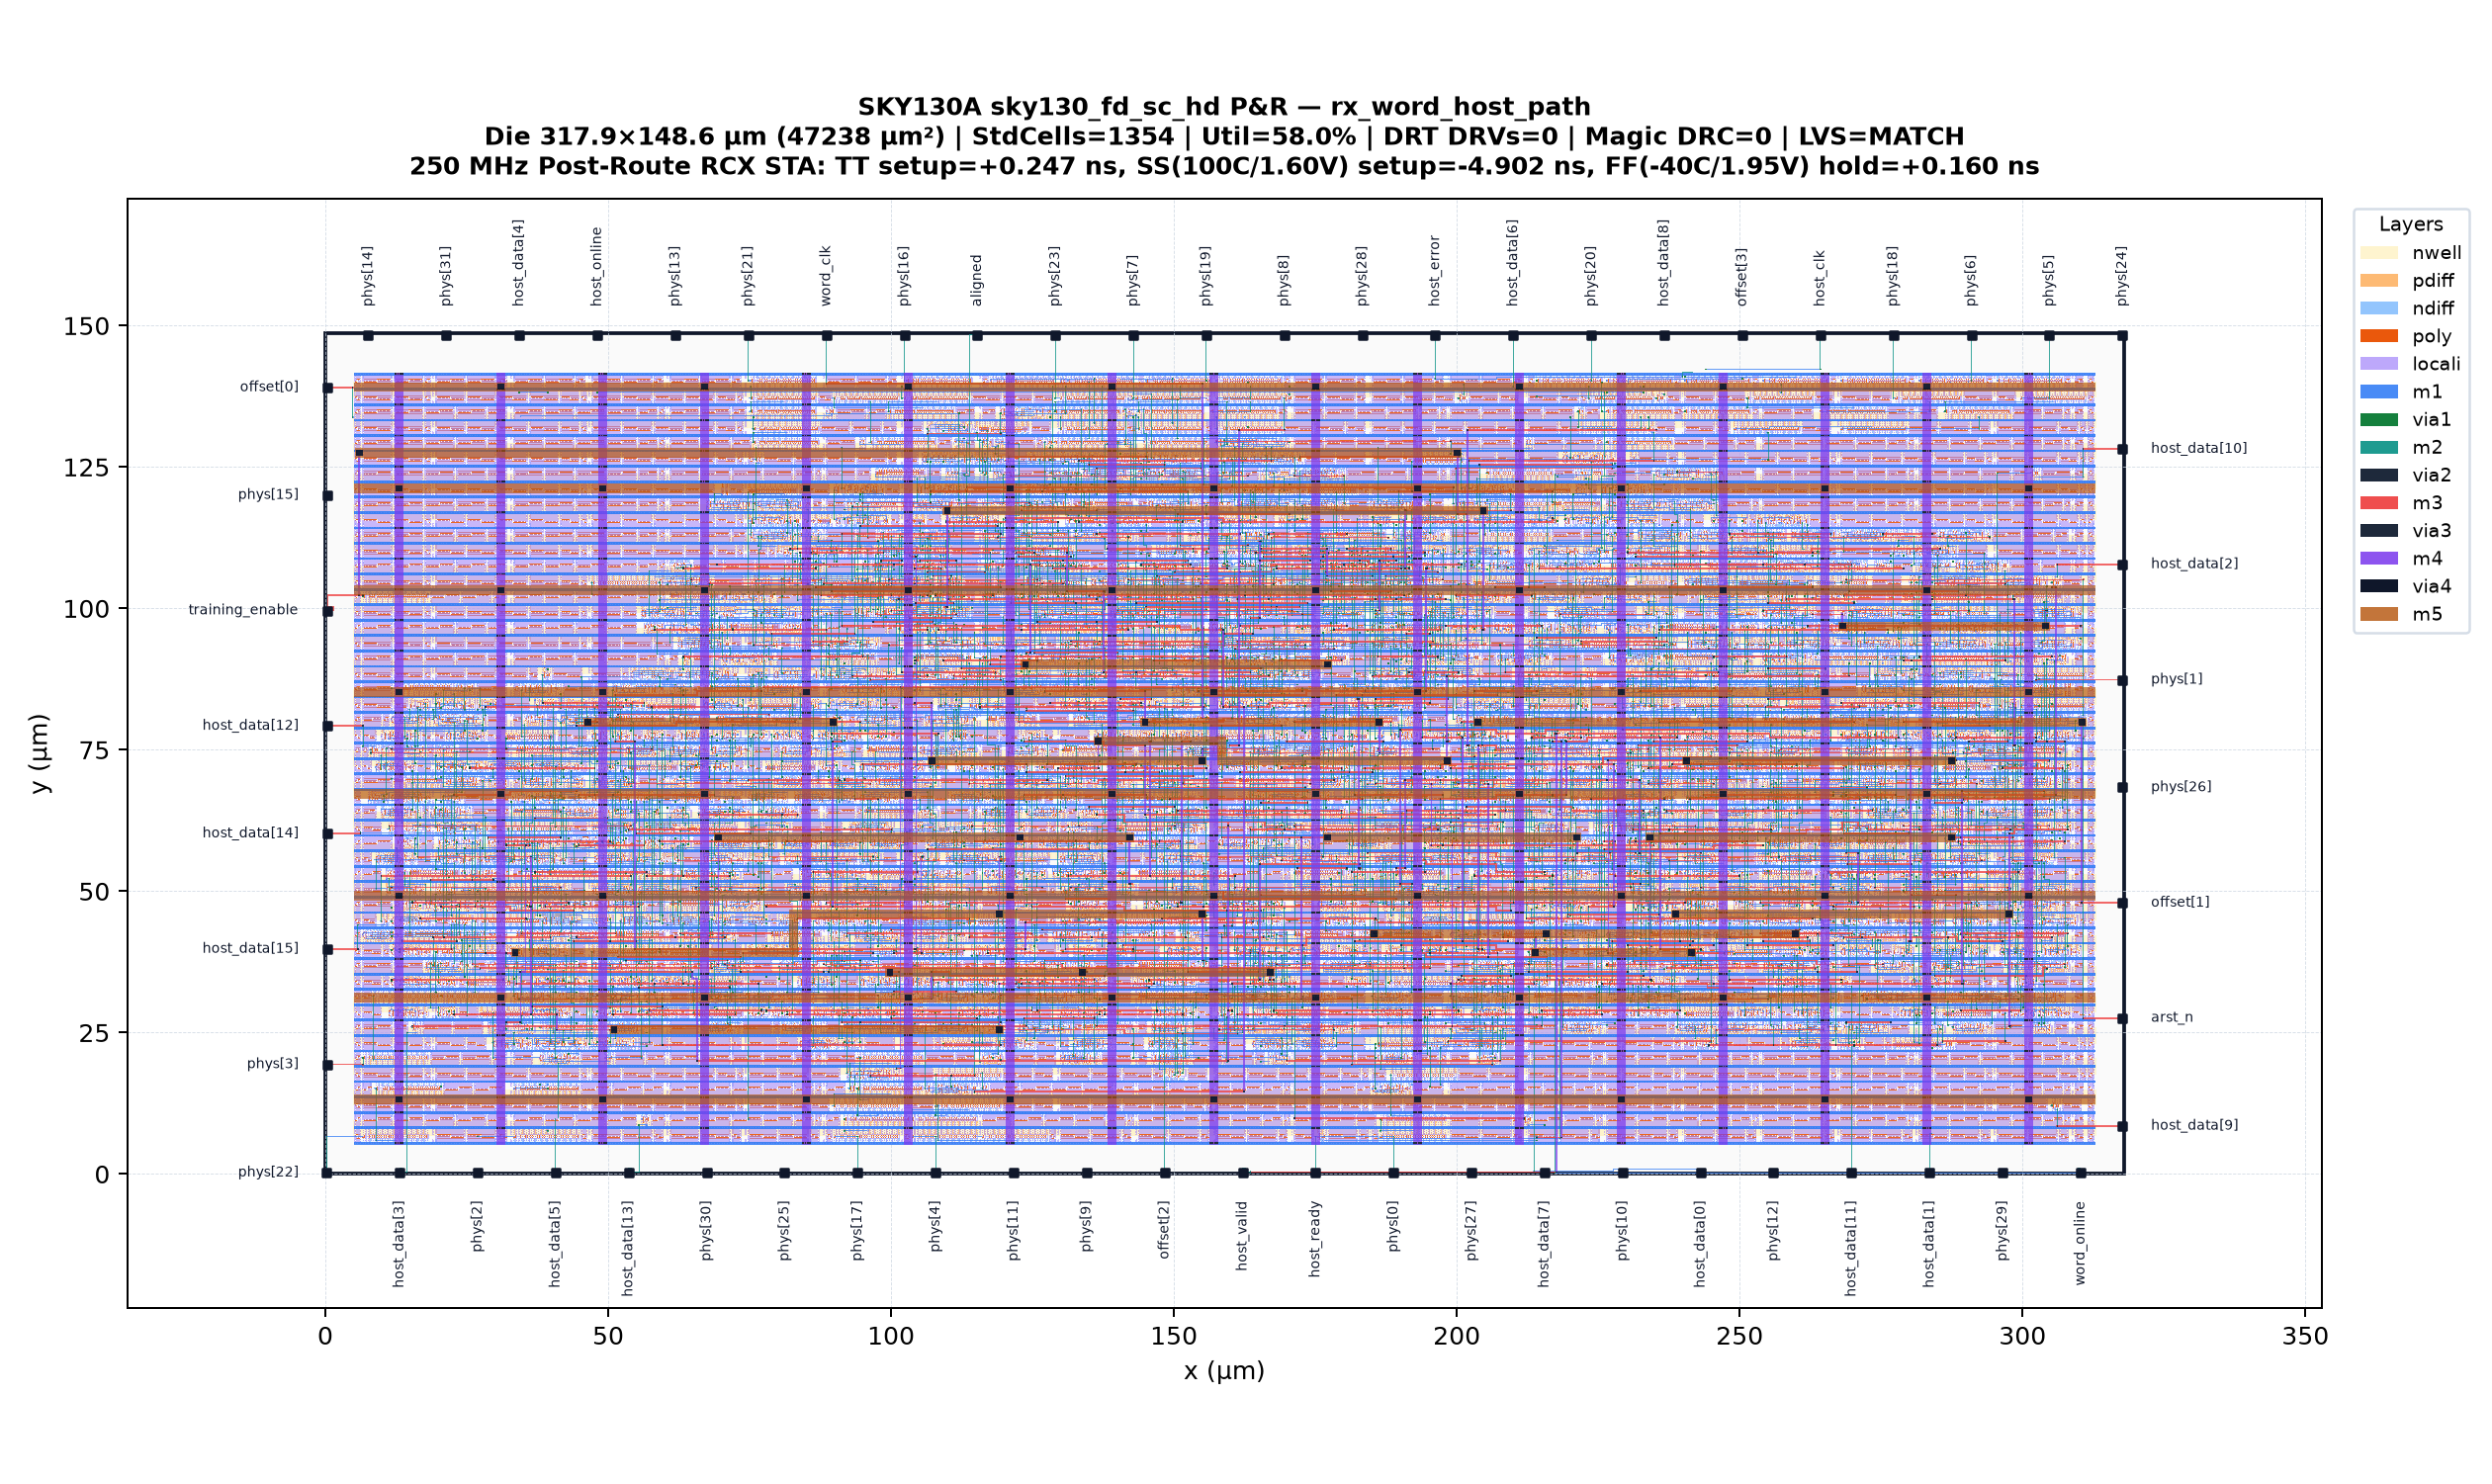 SKY130A sky130_fd_sc_hd P&R — rx_word_host_path
Die 317.9×148.6 µm (47238 µm²) | StdCells=1354 | Util=58.0% | DRT DRVs=0 | Magic DRC=0 | LVS=MATCH
250 MHz Post-Route RCX STA: TT setup=+0.247 ns, SS(100C/1.60V) setup=-4.902 ns, FF(-40C/1.95V) hold=+0.160 ns
phys[14]
phys[31]
host_data[4]
host_online
phys[13]
phys[21]
word_clk
phys[16]
aligned
phys[23]
phys[7]
phys[19]
phys[8]
phys[28]
host_error
host_data[6]
phys[20]
host_data[8]
offset[3]
host_clk
phys[18]
phys[6]
phys[5]
phys[24]
Layers
nwell
pdiff
ndiff
poly
locali
m1
via1
m2
via2
m3
via3
m4
via4
m5
y (µm)
150
125
100
75
50
25
0
offset[0]
phys[15]
training_enable
host_data[12]
host_data[14]
host_data[15]
phys[3]
phys[22]
host_data[10]
host_data[2]
phys[1]
phys[26]
offset[1]
arst_n
host_data[9]
host_data[3]
phys[2]
host_data[5]
host_data[13]
phys[30]
phys[25]
phys[17]
phys[4]
phys[11]
phys[9]
offset[2]
host_valid
host_ready
phys[0]
phys[27]
host_data[7]
phys[10]
host_data[0]
phys[12]
host_data[11]
host_data[1]
phys[29]
word_online
0
50
100
150
200
250
300
350
x (µm)